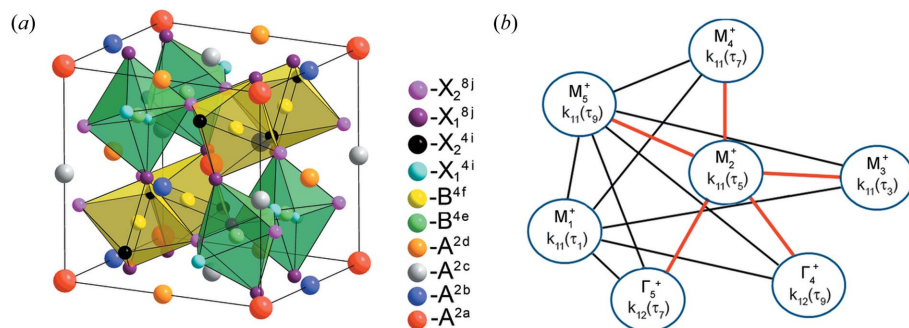 (a)
-X₂⁸ʲ
-X₁⁸ʲ
-X₂⁴ⁱ
-X₁⁴ⁱ
-B⁴ᶠ
-B⁴ᵉ
-A²ᵈ
-A²ᶜ
-A²ᵇ
-A²ᵃ
(b)
M₄⁺
k₁₁(τ₇)
M₅⁺
k₁₁(τ₉)
M₂⁺
k₁₁(τ₅)
M₃⁺
k₁₁(τ₃)
M₁⁺
k₁₁(τ₁)
Γ₅⁺
k₁₂(τ₇)
Γ₄⁺
k₁₂(τ₉)